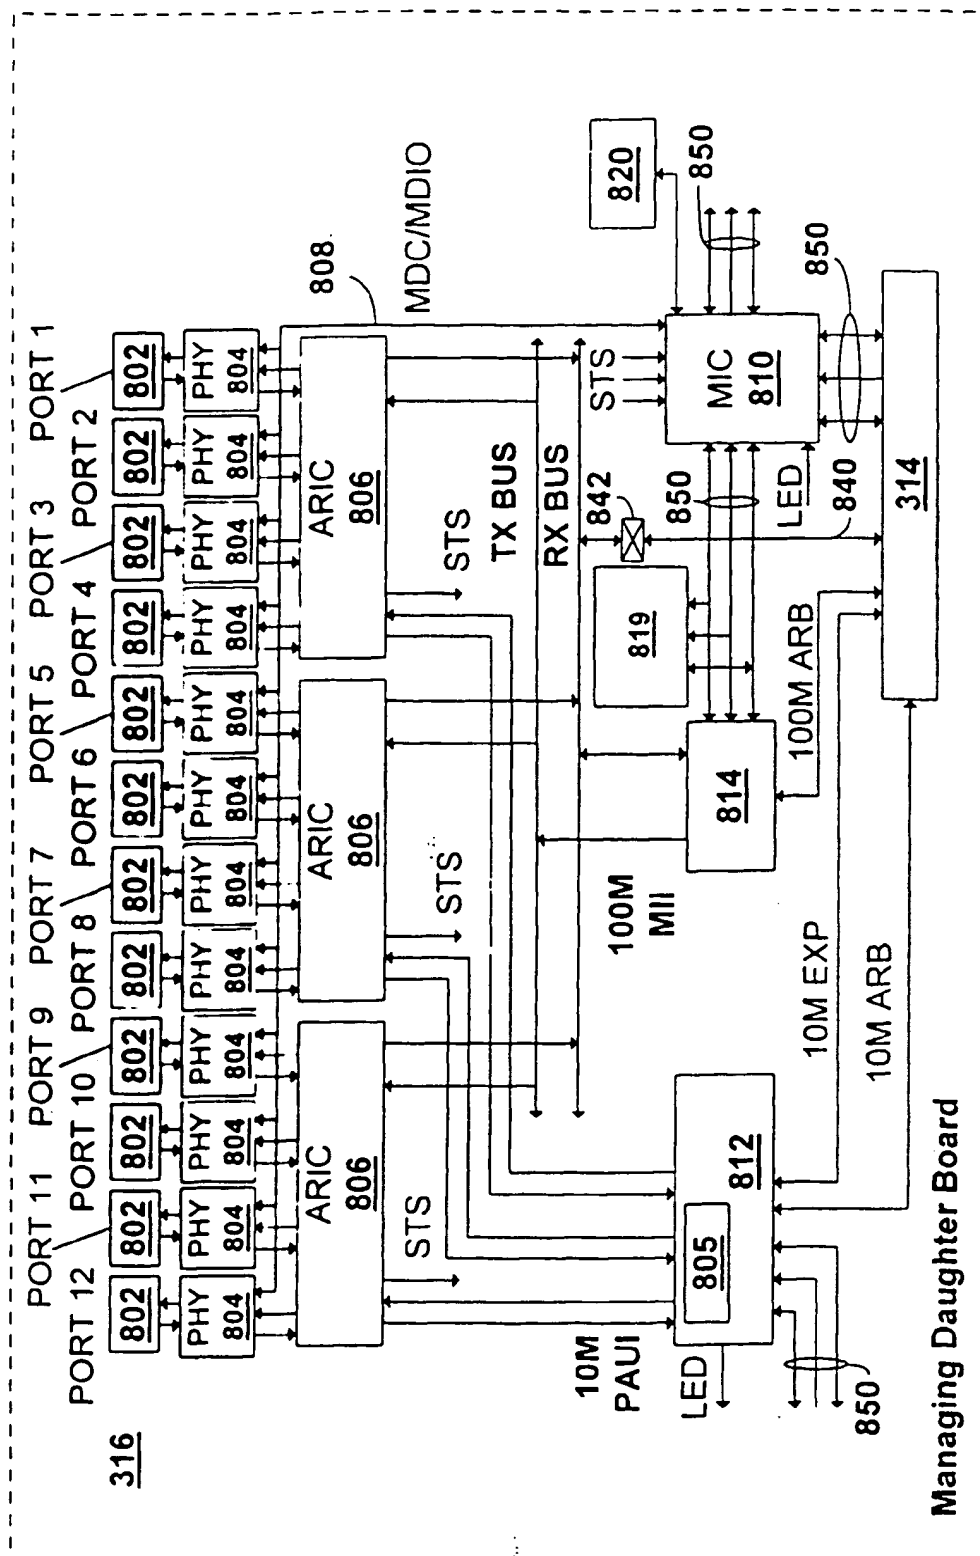 316
PORT 12
PORT 11
PORT 10
PORT 9
PORT 8
PORT 7
PORT 6
PORT 5
PORT 4
PORT 3
PORT 2
PORT 1
802
802
802
802
802
802
802
802
802
802
802
802
PHY
804
PHY
804
PHY
804
PHY
804
PHY
804
PHY
804
PHY
804
PHY
804
PHY
804
PHY
804
PHY
804
PHY
804
808
MDC/MDIO
ARIC
806
ARIC
806
ARIC
806
STS
STS
STS
TX BUS
RX BUS
842
STS
820
10M
PAUI
100M
MII
805
812
814
819
850
MIC
810
850
LED
LED
850
10M EXP
100M ARB
840
850
10M ARB
314
Managing Daughter Board